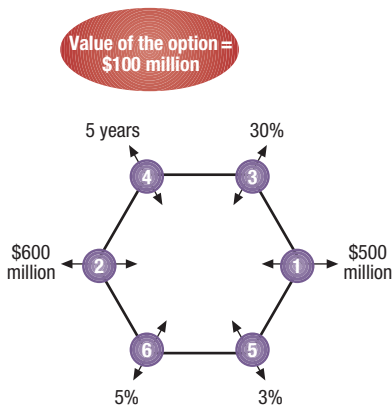 Value of the option =
$100 million
5 years
30%
4
3
$600
million
2
1
$500
million
6
5
5%
3%